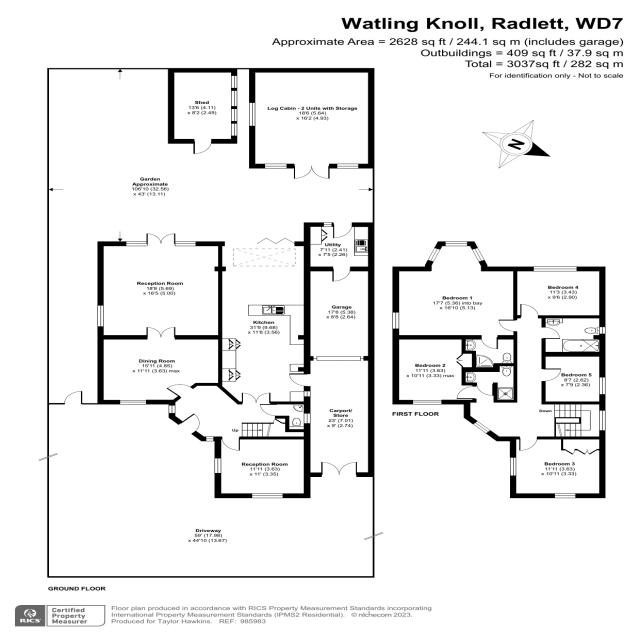 Watling Knoll, Radlett, WD7
Approximate Area = 2628 sq ft / 244.1 sq m (includes garage)
Outbuildings = 409 sq ft / 37.9 sq m
Total = 3037sq ft / 282 sq m
For identification only - Not to scale
Shed
13'6 (4.11)
x 8'2 (2.49)
Log Cabin - 2 Units with Storage
18'6 (5.64)
x 16'2 (4.93)
N
Garden
Approximate
106'10 (32.56)
x 43' (13.11)
Utility
7'11 (2.41)
x 7'5 (2.26)
Reception Room
18'8 (5.69)
x 16'5 (5.00)
Garage
17'8 (5.38)
x 8'8 (2.64)
Kitchen
31'9 (9.68)
x 11'8 (3.56)
Dining Room
15'11 (4.85)
x 11'11 (3.63) max
Carport/
Store
23' (7.01)
x 9' (2.74)
Up
Reception Room
11'11 (3.63)
x 11' (3.35)
Driveway
59' (17.98)
x 44'10 (13.67)
GROUND FLOOR
Bedroom 1
17'7 (5.36) into bay
x 16'10 (5.13)
Bedroom 4
11'3 (3.43)
x 9'6 (2.90)
Bedroom 2
11'11 (3.63)
x 10'11 (3.33) max
Bedroom 5
8'7 (2.62)
x 7'9 (2.36)
FIRST FLOOR
Down
Bedroom 3
11'11 (3.63)
x 10'11 (3.33)
RICS
Certified
Property
Measurer
Floor plan produced in accordance with RICS Property Measurement Standards incorporating
International Property Measurement Standards (IPMS2 Residential). © nichecom 2023.
Produced for Taylor Hawkins. REF: 985983